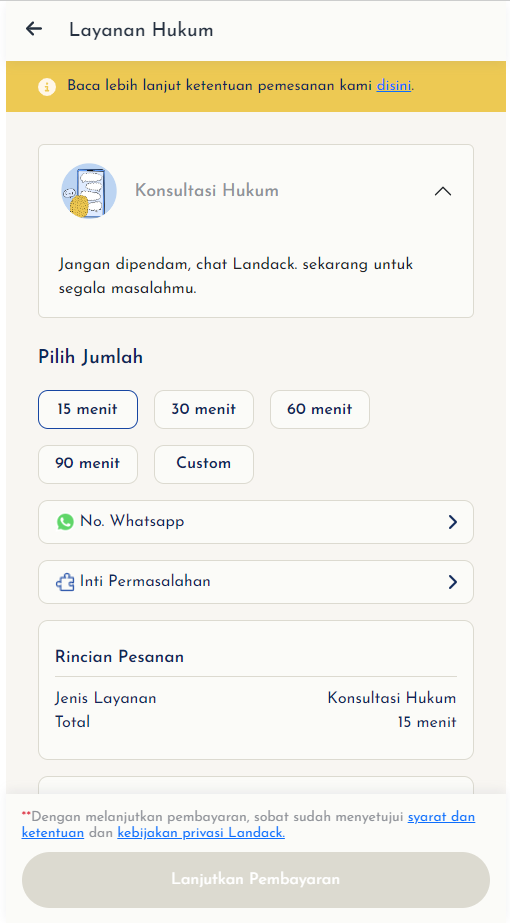 Layanan Hukum
Baca lebih lanjut ketentuan pemesanan kami disini.
Konsultasi Hukum
Jangan dipendam, chat Landack. sekarang untuk
segala masalahmu.
Pilih Jumlah
15 menit
30 menit
60 menit
90 menit
Custom
No. Whatsapp
Inti Permasalahan
Rincian Pesanan
Jenis Layanan Konsultasi Hukum
Total 15 menit
**Dengan melanjutkan pembayaran, sobat sudah menyetujui syarat dan
ketentuan dan kebijakan privasi Landack.
Lanjutkan Pembayaran